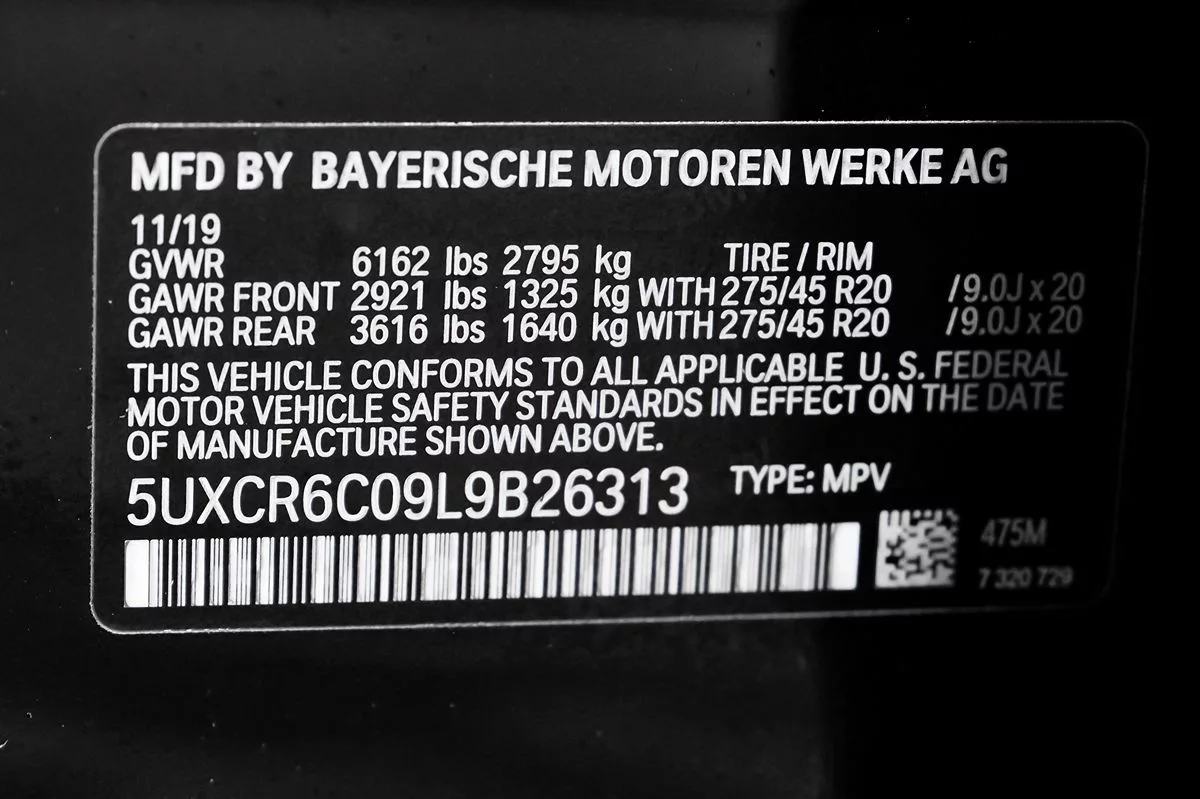 MFD BY BAYERISCHE MOTOREN WERKE AG
11/19
GVWR 6162 lbs 2795 kg TIRE / RIM
GAWR FRONT 2921 lbs 1325 kg WITH 275/45 R20 /9.0J x 20
GAWR REAR 3616 lbs 1640 kg WITH 275/45 R20 /9.0J x 20
THIS VEHICLE CONFORMS TO ALL APPLICABLE U. S. FEDERAL
MOTOR VEHICLE SAFETY STANDARDS IN EFFECT ON THE DATE
OF MANUFACTURE SHOWN ABOVE.
5UXCR6C09L9B26313 TYPE: MPV
475M
7 320 729